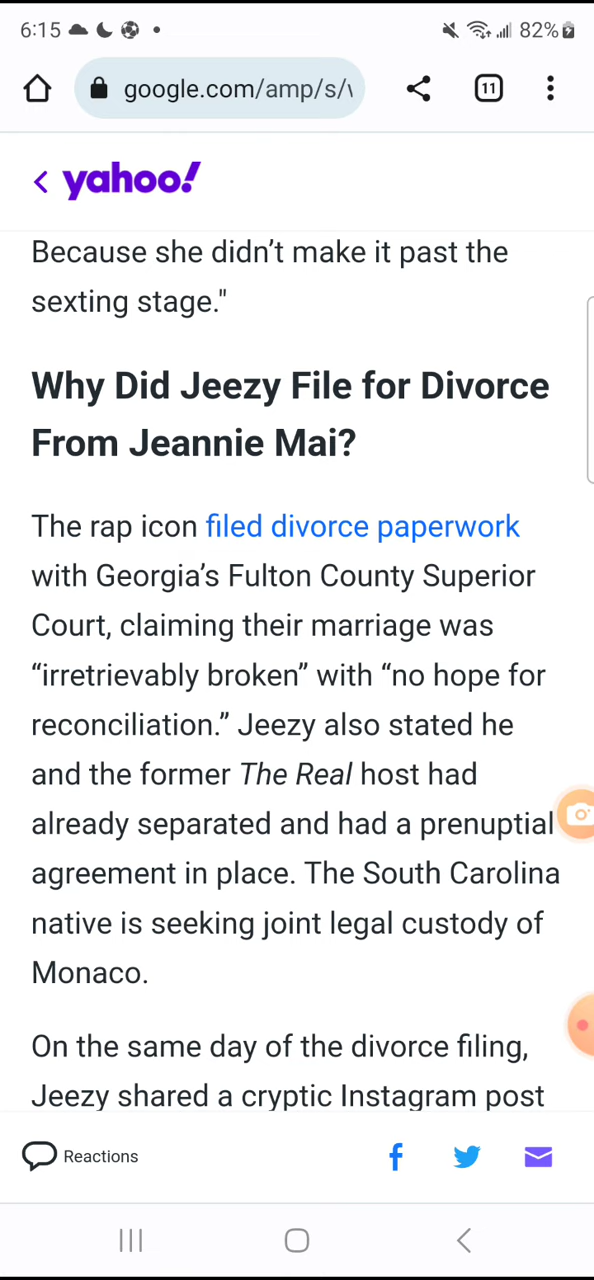 6:15
82%
google.com/amp/s/
11
yahoo!
Because she didn’t make it past the
sexting stage."
Why Did Jeezy File for Divorce
From Jeannie Mai?
The rap icon filed divorce paperwork
with Georgia’s Fulton County Superior
Court, claiming their marriage was
“irretrievably broken” with “no hope for
reconciliation.” Jeezy also stated he
and the former The Real host had
already separated and had a prenuptial
agreement in place. The South Carolina
native is seeking joint legal custody of
Monaco.
On the same day of the divorce filing,
Jeezy shared a cryptic Instagram post
Reactions